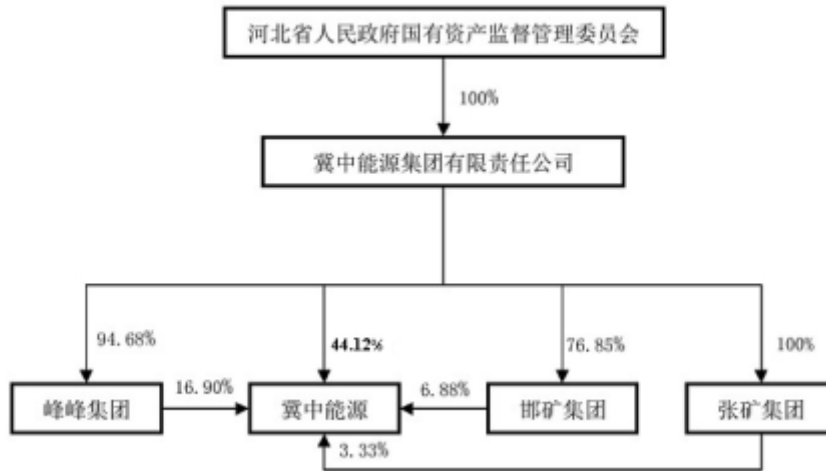 河北省人民政府国有资产监督管理委员会
100%
冀中能源集团有限责任公司
94.68%
44.12%
76.85%
100%
峰峰集团
16.90%
冀中能源
6.88%
邯矿集团
张矿集团
3.33%